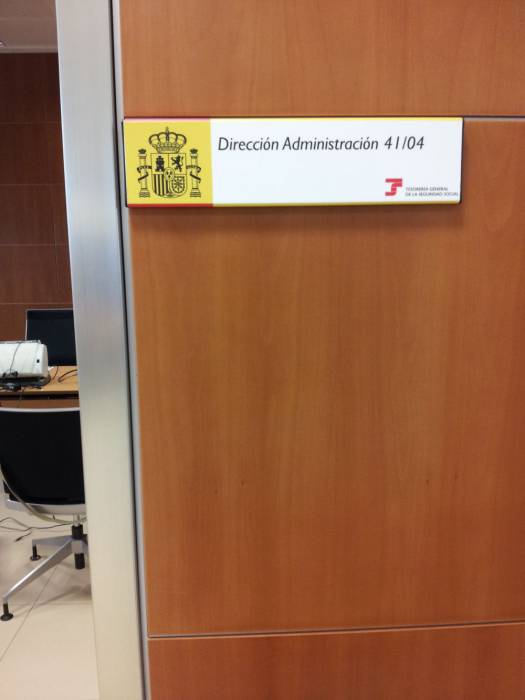 Dirección Administración 41/04
TESORERÍA GENERAL
DE LA SEGURIDAD SOCIAL